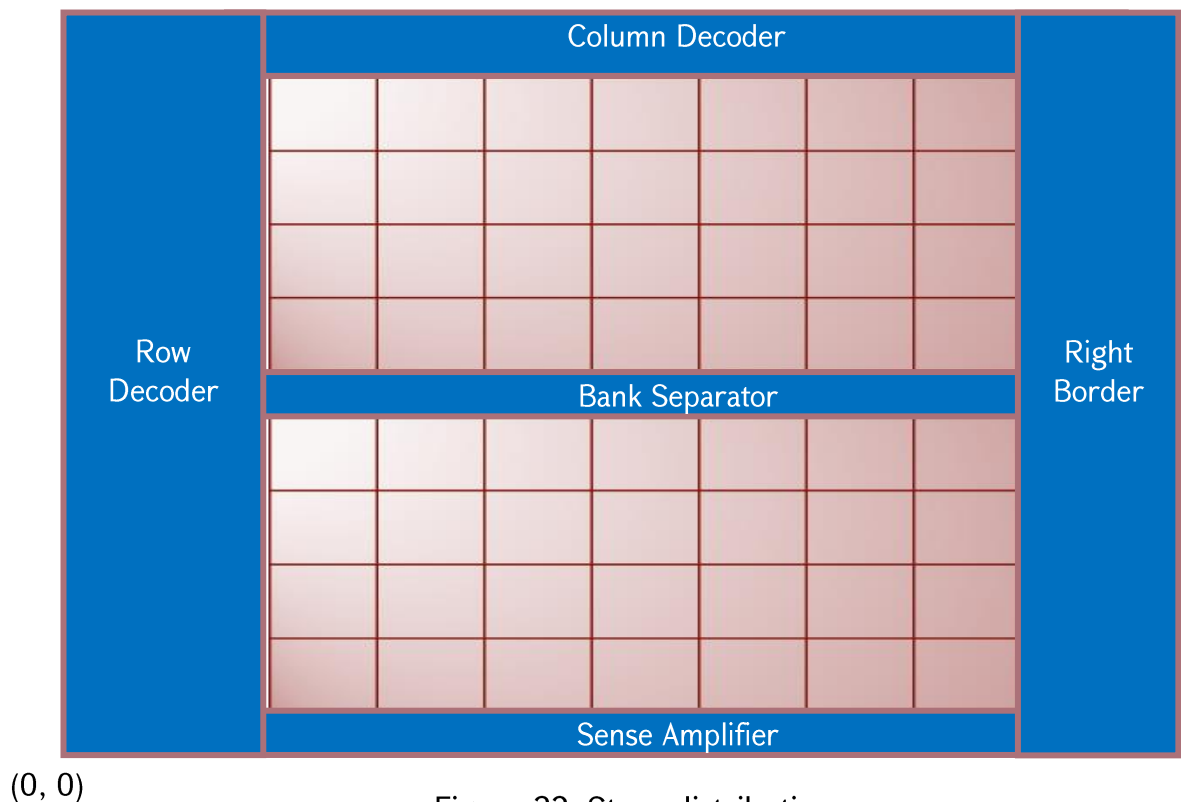 Column Decoder
Row
Decoder
Right
Border
Bank Separator
Sense Amplifier
(0, 0)